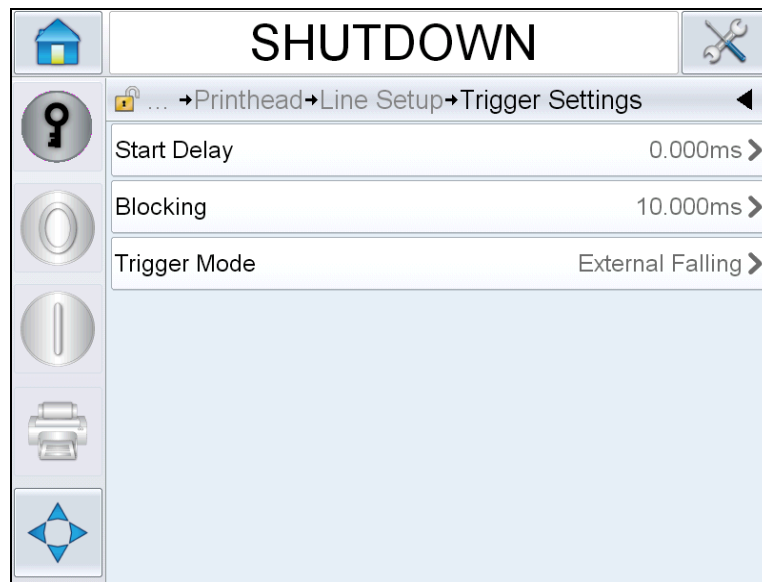 SHUTDOWN
... →Printhead→Line Setup→Trigger Settings
Start Delay 0.000ms
Blocking 10.000ms
Trigger Mode External Falling